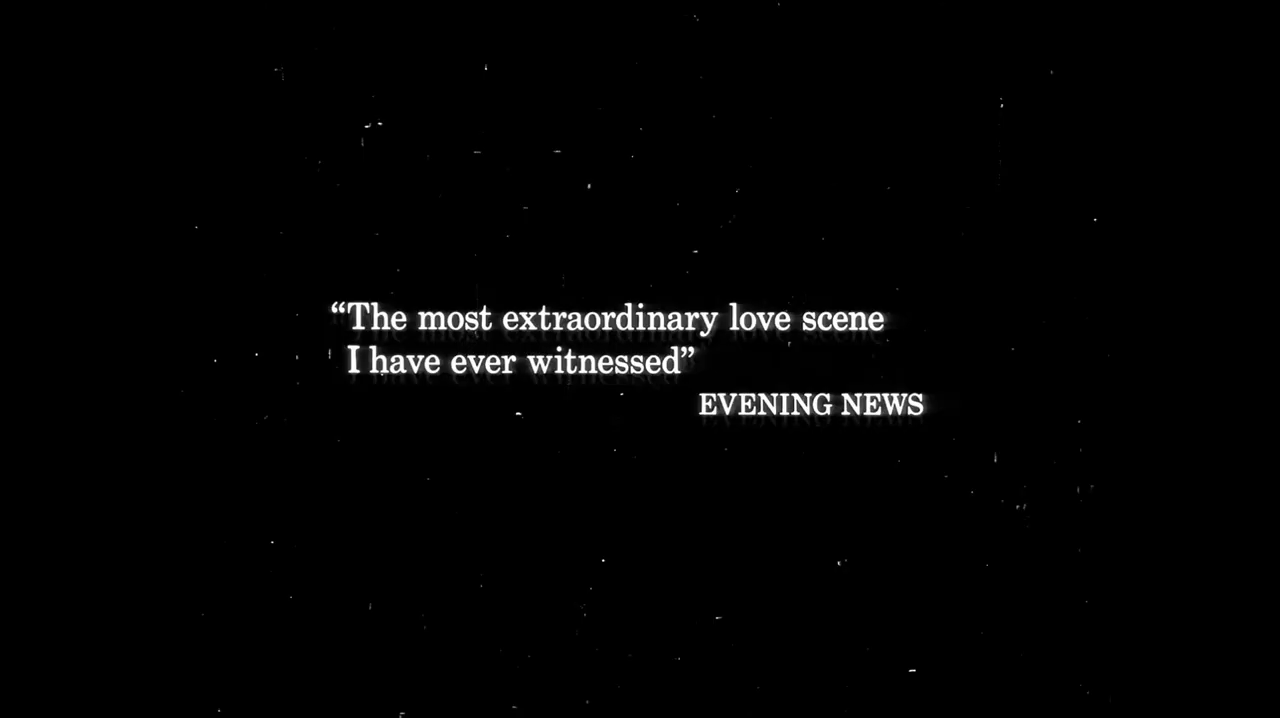 “The most extraordinary love scene
I have ever witnessed”
EVENING NEWS